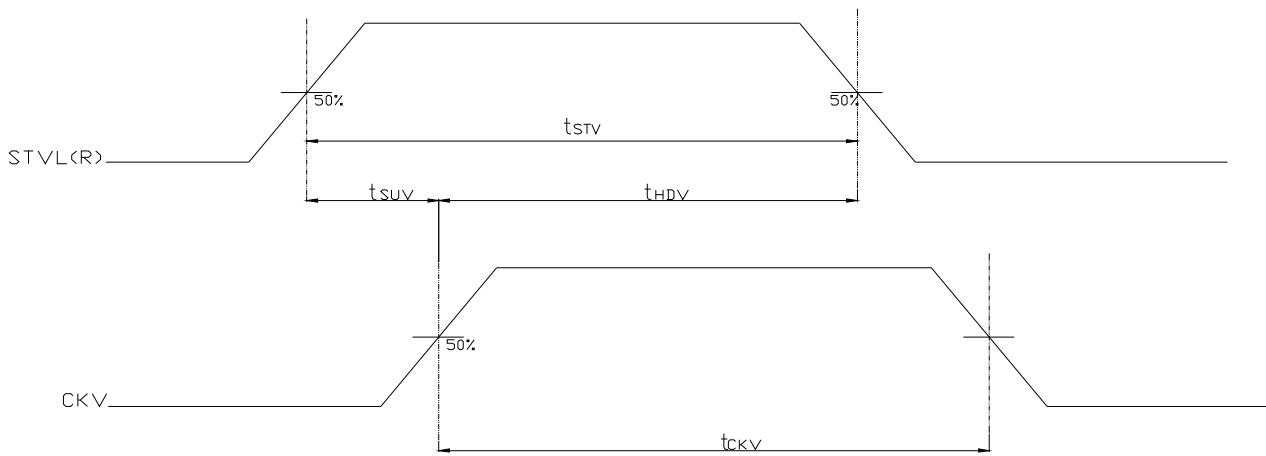 50% 50%
tSTV
STVL(R)
tSUV tHDV
50%
CKV
tCKV